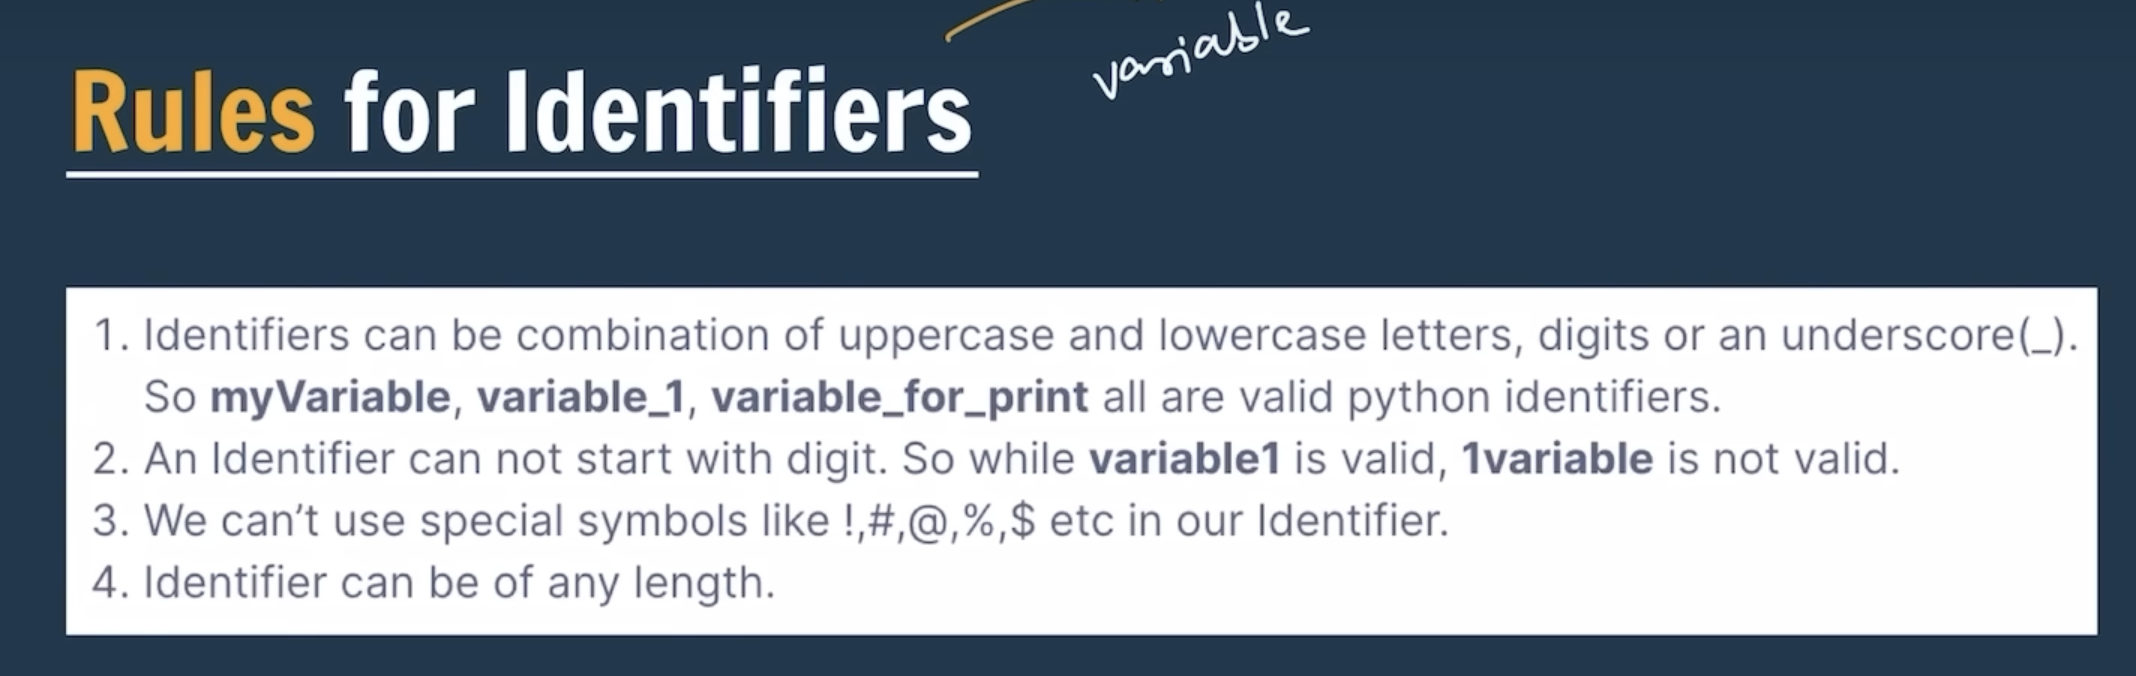 variable
Rules for Identifiers
1. Identifiers can be combination of uppercase and lowercase letters, digits or an underscore(_).
So myVariable, variable_1, variable_for_print all are valid python identifiers.
2. An Identifier can not start with digit. So while variable1 is valid, 1variable is not valid.
3. We can’t use special symbols like !,#,@,%,$ etc in our Identifier.
4. Identifier can be of any length.